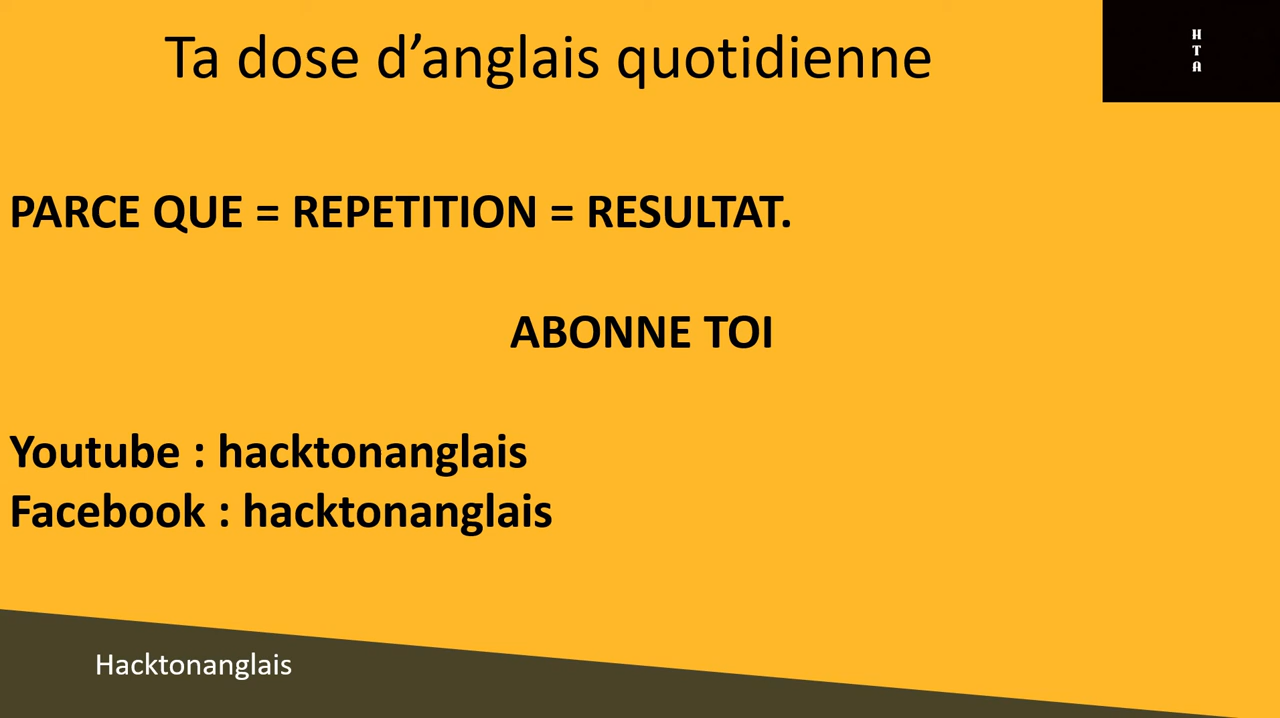 Ta dose d’anglais quotidienne
H
T
A
PARCE QUE = REPETITION = RESULTAT.
ABONNE TOI
Youtube : hacktonanglais
Facebook : hacktonanglais
Hacktonanglais